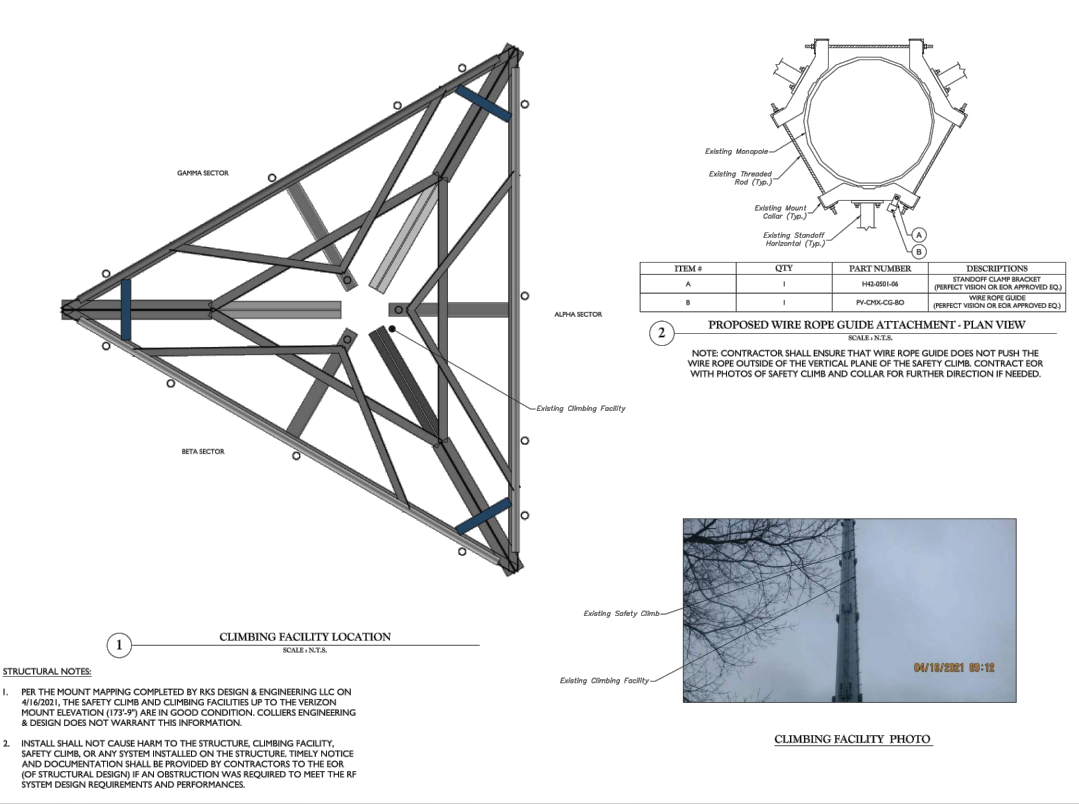 GAMMA SECTOR
ALPHA SECTOR
Existing Climbing Facility
BETA SECTOR
1
CLIMBING FACILITY LOCATION
SCALE : N.T.S.
STRUCTURAL NOTES:
1. PER THE MOUNT MAPPING COMPLETED BY RKS DESIGN & ENGINEERING LLC ON
4/16/2021, THE SAFETY CLIMB AND CLIMBING FACILITIES UP TO THE VERIZON
MOUNT ELEVATION (173'-9") ARE IN GOOD CONDITION. COLLIERS ENGINEERING
& DESIGN DOES NOT WARRANT THIS INFORMATION.
2. INSTALL SHALL NOT CAUSE HARM TO THE STRUCTURE, CLIMBING FACILITY,
SAFETY CLIMB, OR ANY SYSTEM INSTALLED ON THE STRUCTURE. TIMELY NOTICE
AND DOCUMENTATION SHALL BE PROVIDED BY CONTRACTORS TO THE EOR
(OF STRUCTURAL DESIGN) IF AN OBSTRUCTION WAS REQUIRED TO MEET THE RF
SYSTEM DESIGN REQUIREMENTS AND PERFORMANCES.
Existing Monopole
Existing Threaded
Rod (Typ.)
Existing Mount
Collar (Typ.)
Existing Standoff
Horizontal (Typ.)
A
B
ITEM # QTY PART NUMBER DESCRIPTIONS
A 1 H42-0501-06 STANDOFF CLAMP BRACKET
(PERFECT VISION OR EOR APPROVED EQ.)
B 1 PV-CMX-CG-BO WIRE ROPE GUIDE
(PERFECT VISION OR EOR APPROVED EQ.)
2
PROPOSED WIRE ROPE GUIDE ATTACHMENT - PLAN VIEW
SCALE : N.T.S.
NOTE: CONTRACTOR SHALL ENSURE THAT WIRE ROPE GUIDE DOES NOT PUSH THE
WIRE ROPE OUTSIDE OF THE VERTICAL PLANE OF THE SAFETY CLIMB. CONTRACT EOR
WITH PHOTOS OF SAFETY CLIMB AND COLLAR FOR FURTHER DIRECTION IF NEEDED.
Existing Safety Climb
Existing Climbing Facility
04/16/2021 09:12
CLIMBING FACILITY PHOTO